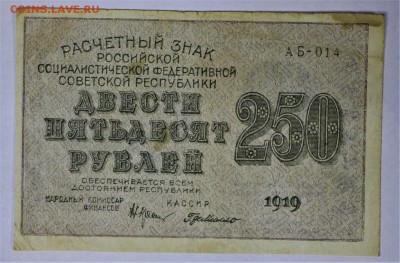 COINS.LAVE.RU
РАСЧЕТНЫЙ ЗНАК
РОССИЙСКОЙ
СОЦИАЛИСТИЧЕСКОЙ ФЕДЕРАТИВНОЙ
СОВЕТСКОЙ РЕСПУБЛИКИ
АБ-014
ДВЕСТИ
ПЯТЬДЕСЯТ
РУБЛЕЙ
250
ОБЕСПЕЧИВАЕТСЯ ВСЕМ
ДОСТОЯНИЕМ РЕСПУБЛИКИ
1919
НАРОДНЫЙ КОМИССАР
ФИНАНСОВ
КАССИР